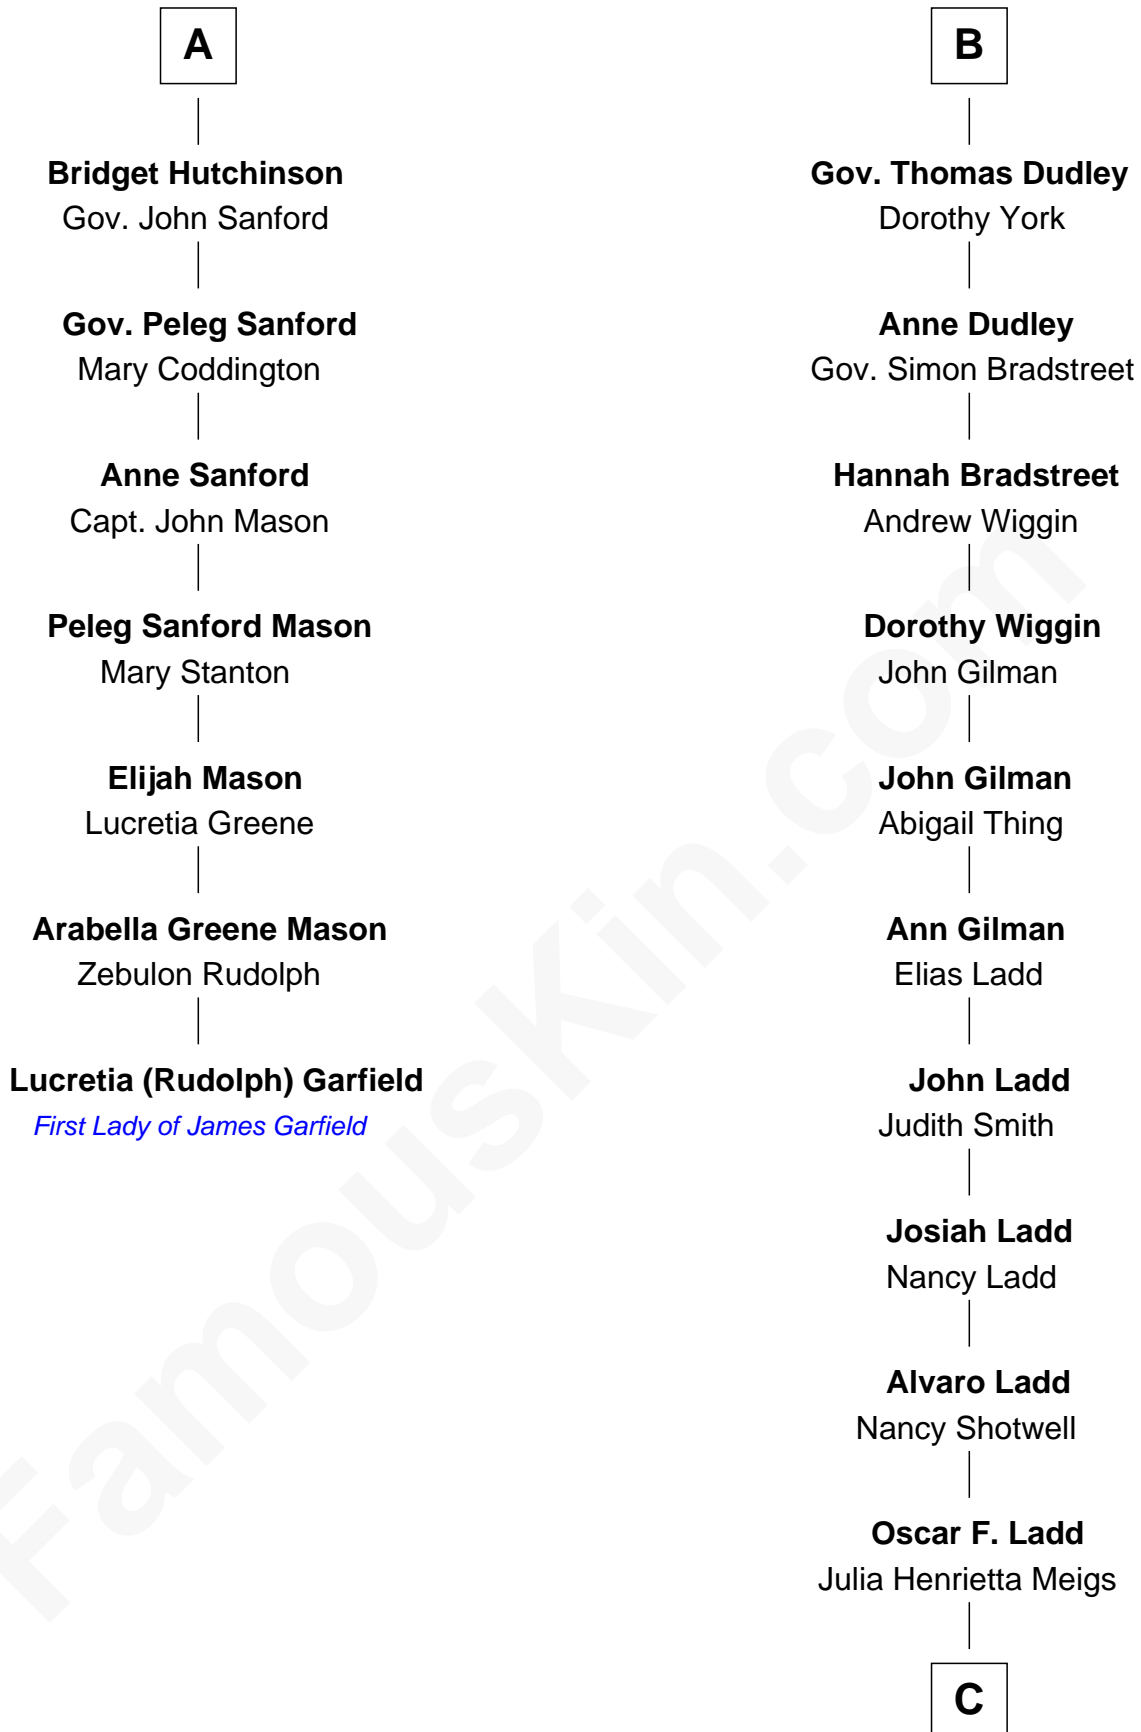 A
Bridget Hutchinson
Gov. John Sanford
Gov. Peleg Sanford
Mary Coddington
Anne Sanford
Capt. John Mason
Peleg Sanford Mason
Mary Stanton
Elijah Mason
Lucretia Greene
Arabella Greene Mason
Zebulon Rudolph
Lucretia (Rudolph) Garfield
First Lady of James Garfield
B
Gov. Thomas Dudley
Dorothy York
Anne Dudley
Gov. Simon Bradstreet
Hannah Bradstreet
Andrew Wiggin
Dorothy Wiggin
John Gilman
John Gilman
Abigail Thing
Ann Gilman
Elias Ladd
John Ladd
Judith Smith
Josiah Ladd
Nancy Ladd
Alvaro Ladd
Nancy Shotwell
Oscar F. Ladd
Julia Henrietta Meigs
C
FamousKin.com